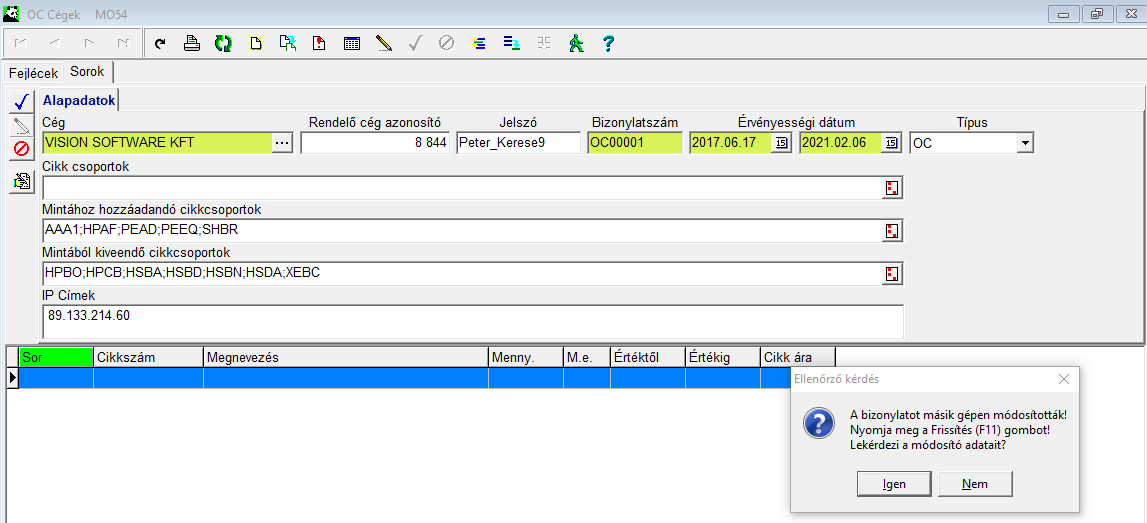 OC Cégek MO54
Fejlécek Sorok
Alapadatok
Cég Rendelő cég azonosító Jelszó Bizonylatszám Érvényességi dátum Típus
VISION SOFTWARE KFT ... 8 844 Peter_Kerese9 OC00001 2017.06.17 15 2021.02.06 15 OC
Cikk csoportok
Mintához hozzáadandó cikkcsoportok
AAA1;HPAF;PEAD;PEEQ;SHBR
Mintából kiveendő cikkcsoportok
HPBO;HPCB;HSBA;HSBD;HSBN;HSDA;XEBC
IP Címek
89.133.214.60
Sor Cikkszám Megnevezés Menny. M.e. Értéktől Értékig Cikk ára
Ellenőrző kérdés
A bizonylatot másik gépen módosították!
Nyomja meg a Frissítés (F11) gombot!
Lekérdezi a módosító adatait?
Igen Nem